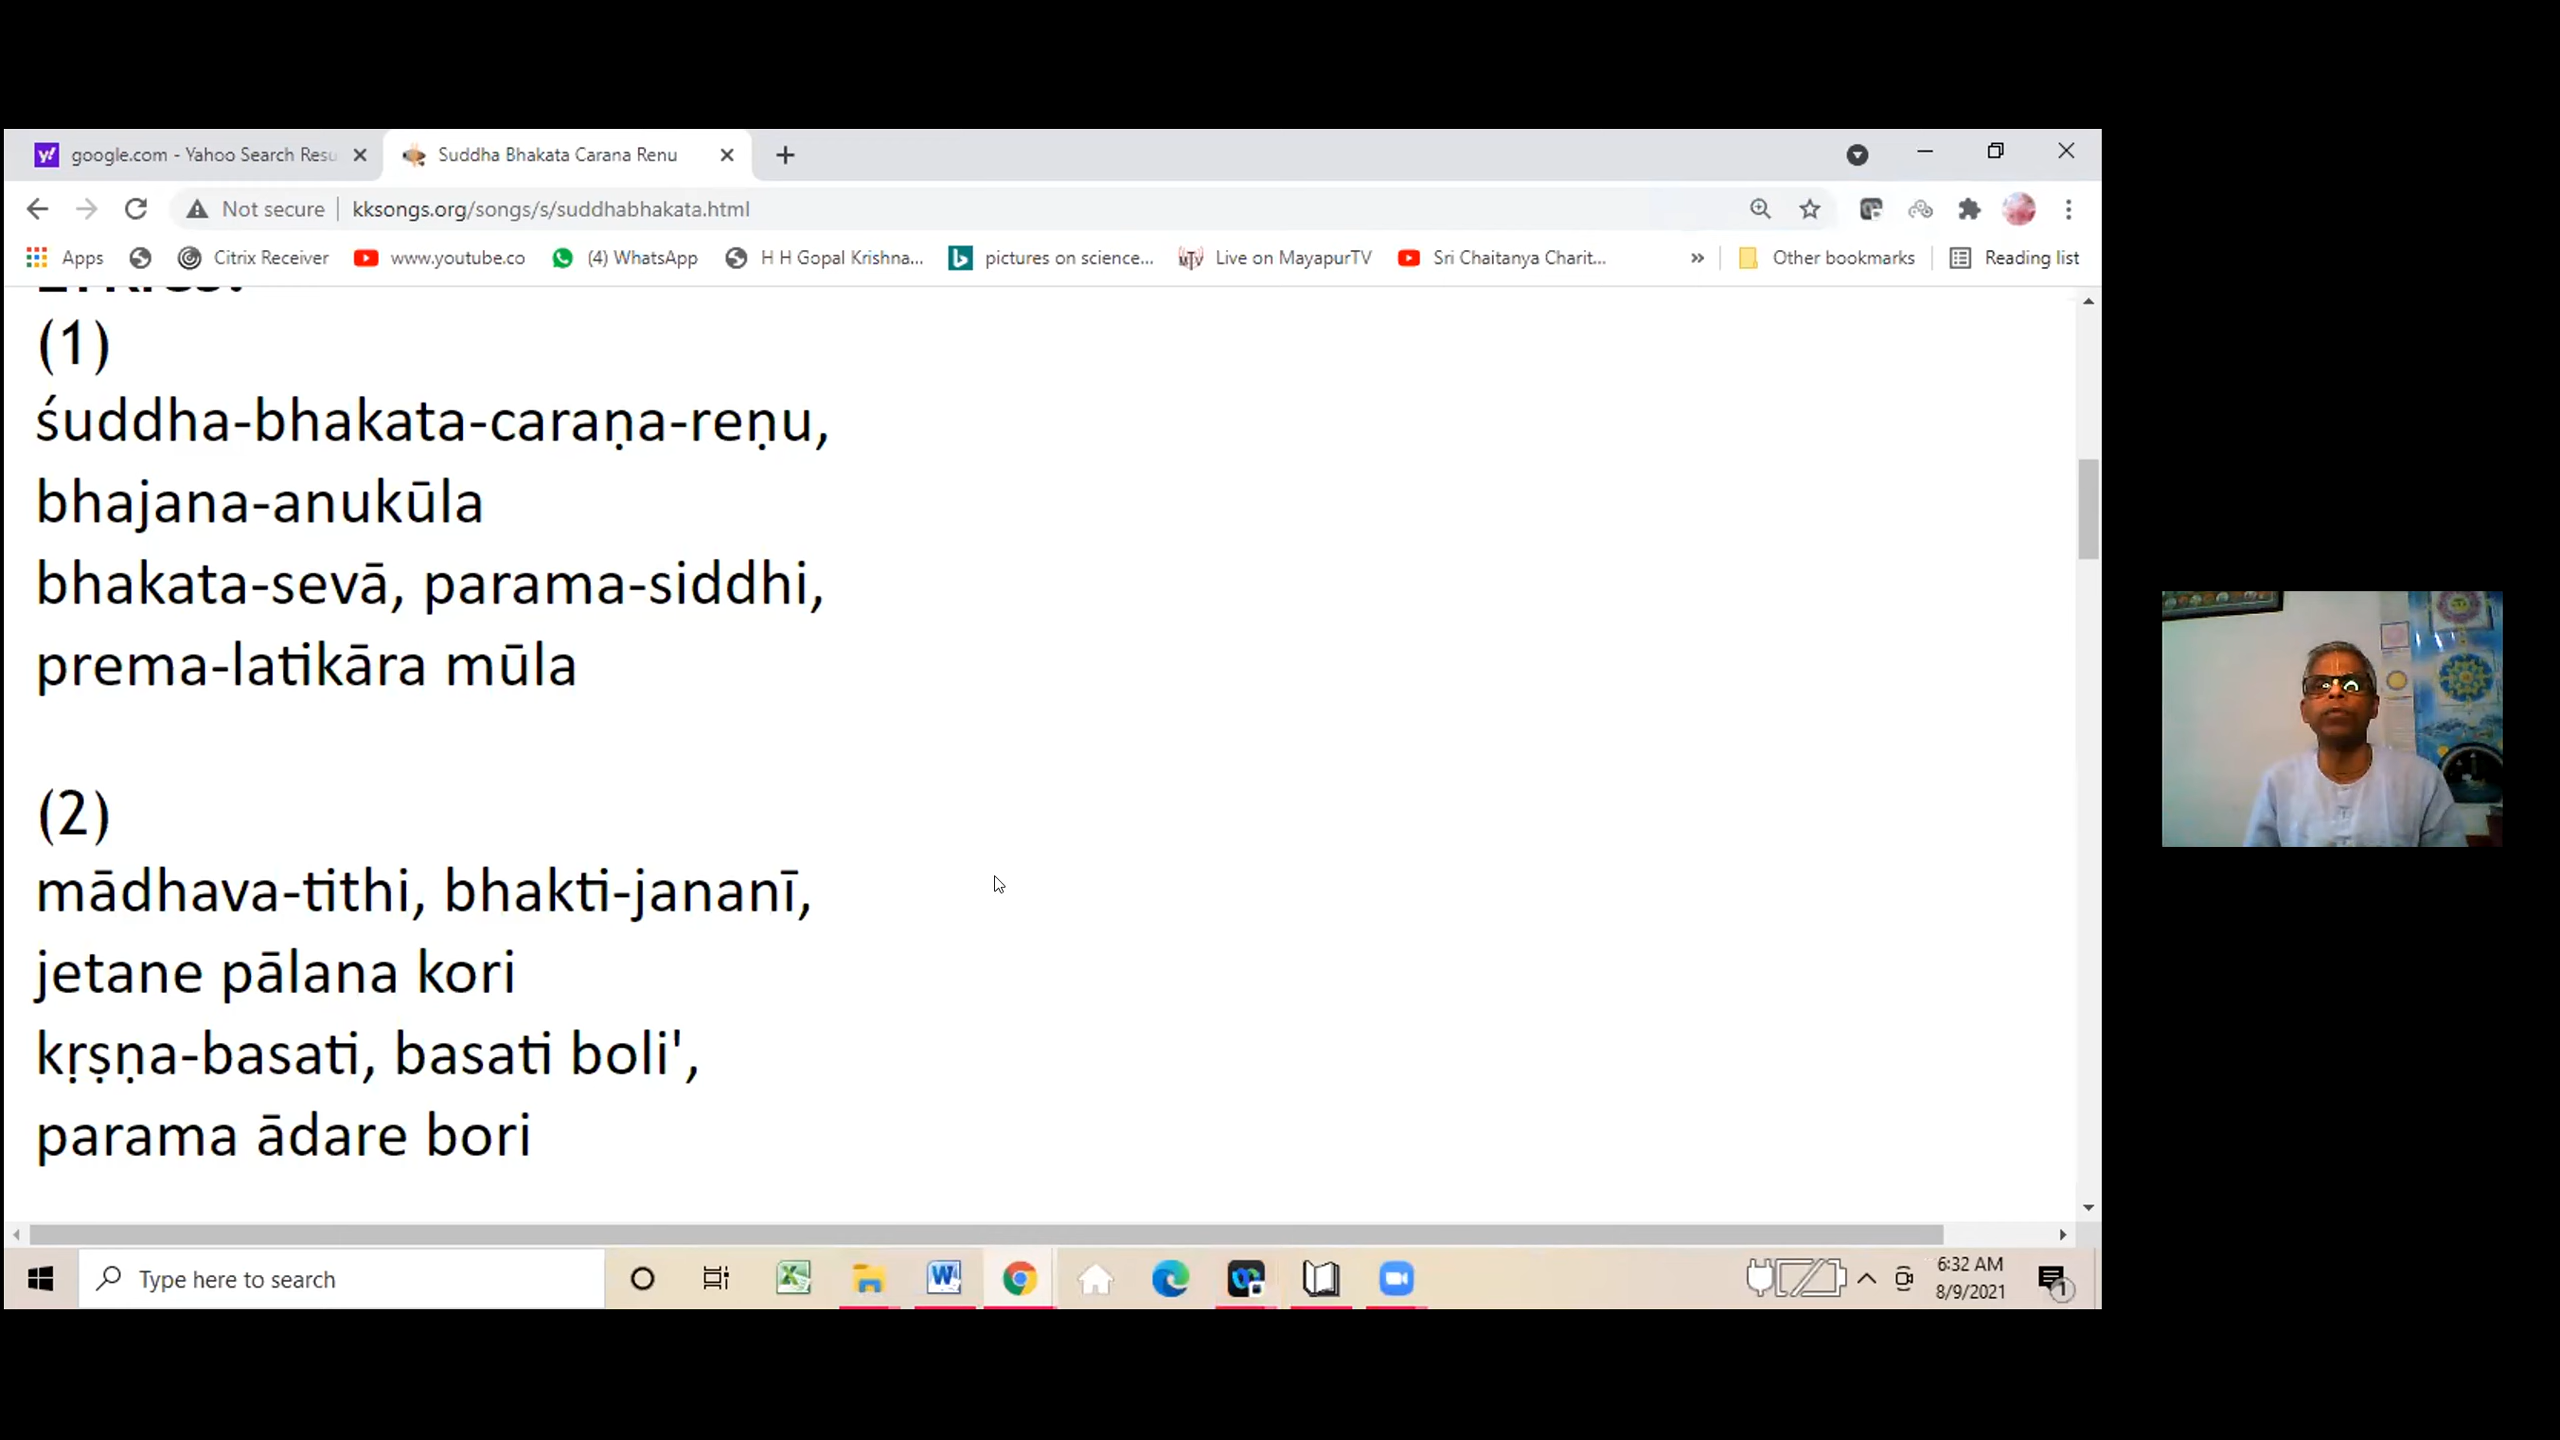 google.com - Yahoo Search Resu
Suddha Bhakata Carana Renu
Not secure
kksongs.org/songs/s/suddhabhakata.html
Apps
Citrix Receiver
www.youtube.co
(4) WhatsApp
H H Gopal Krishna...
pictures on science...
Live on MayapurTV
Sri Chaitanya Charit...
Other bookmarks
Reading list
(1)
śuddha-bhakata-caraṇa-reṇu,
bhajana-anukūla
bhakata-sevā, parama-siddhi,
prema-latikāra mūla
(2)
mādhava-tithi, bhakti-jananī,
jetane pālana kori
kṛṣṇa-basati, basati boli',
parama ādare bori
Type here to search
6:32 AM
8/9/2021
1